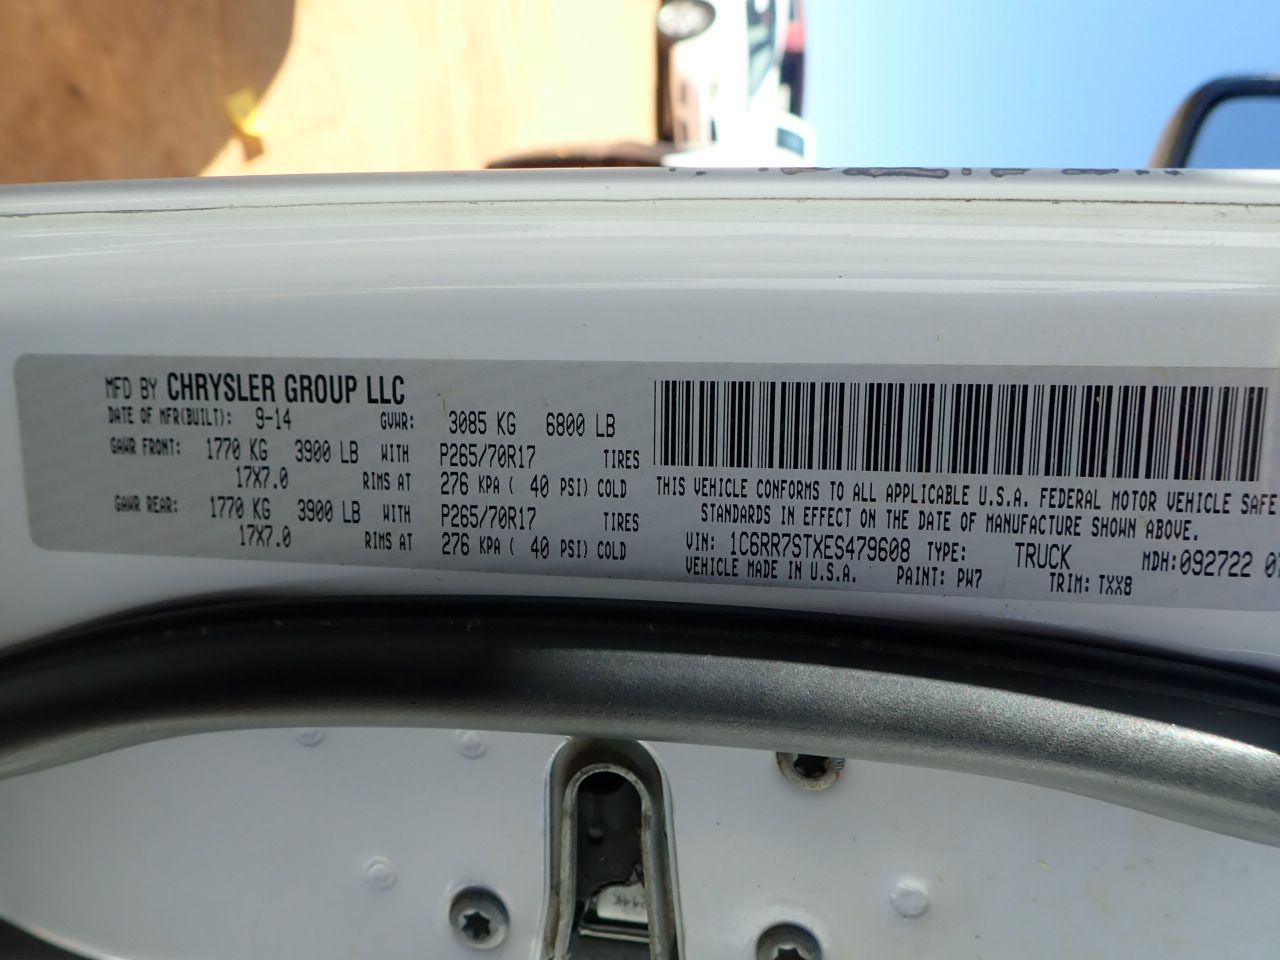 MFD BY CHRYSLER GROUP LLC
DATE OF MFR(BUILT): 9-14 GVWR: 3085 KG 6800 LB
GAWR FRONT: 1770 KG 3900 LB WITH P265/70R17 TIRES
17X7.0 RIMS AT 276 KPA ( 40 PSI) COLD
GAWR REAR: 1770 KG 3900 LB WITH P265/70R17 TIRES
17X7.0 RIMS AT 276 KPA ( 40 PSI) COLD
THIS VEHICLE CONFORMS TO ALL APPLICABLE U.S.A. FEDERAL MOTOR VEHICLE SAFE
STANDARDS IN EFFECT ON THE DATE OF MANUFACTURE SHOWN ABOVE.
VIN: 1C6RR7STXES479608 TYPE: TRUCK MDH:092722
VEHICLE MADE IN U.S.A. PAINT: PW7 TRIM: TXX8